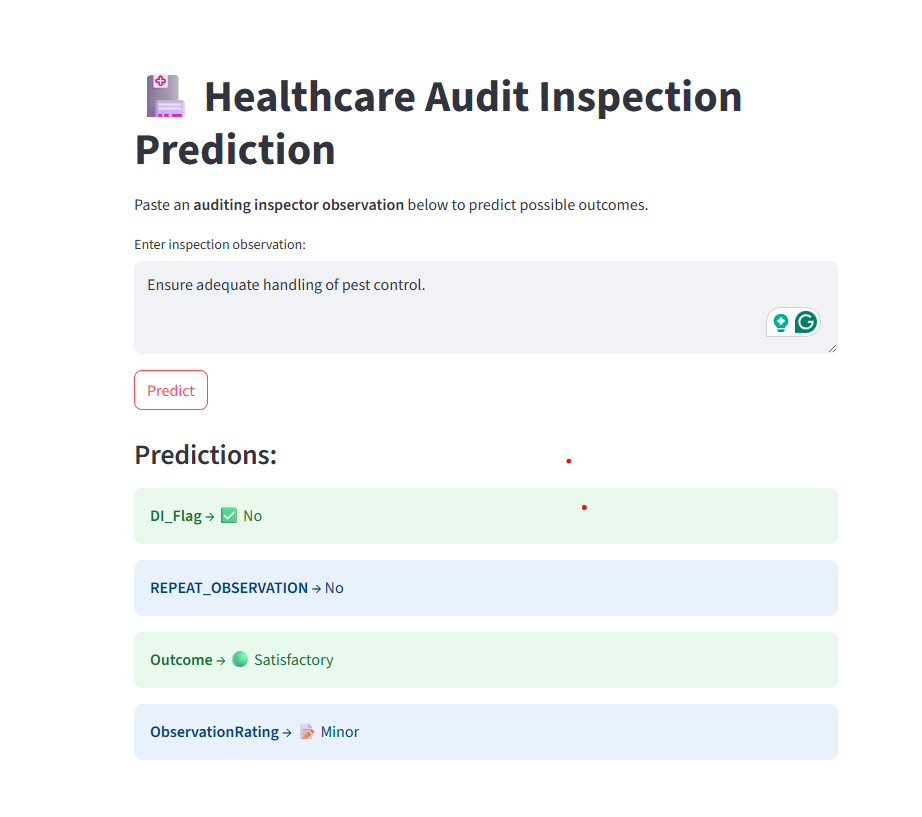 Healthcare Audit Inspection
Prediction
Paste an auditing inspector observation below to predict possible outcomes.
Enter inspection observation:
Ensure adequate handling of pest control.
Predict
Predictions:
DI_Flag → ✅ No
REPEAT_OBSERVATION → No
Outcome → 🟢 Satisfactory
ObservationRating → 📝 Minor